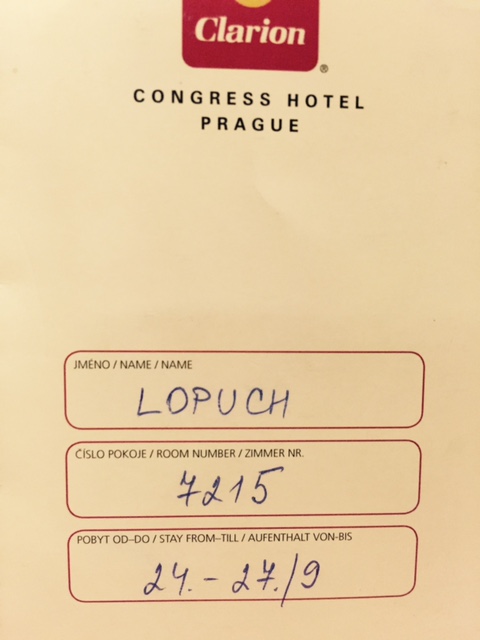 Clarion
®
CONGRESS HOTEL
PRAGUE
JMÉNO / NAME / NAME
LOPUCH
ČÍSLO POKOJE / ROOM NUMBER / ZIMMER NR.
7215
POBYT OD–DO / STAY FROM–TILL / AUFENTHALT VON-BIS
24. - 27./9